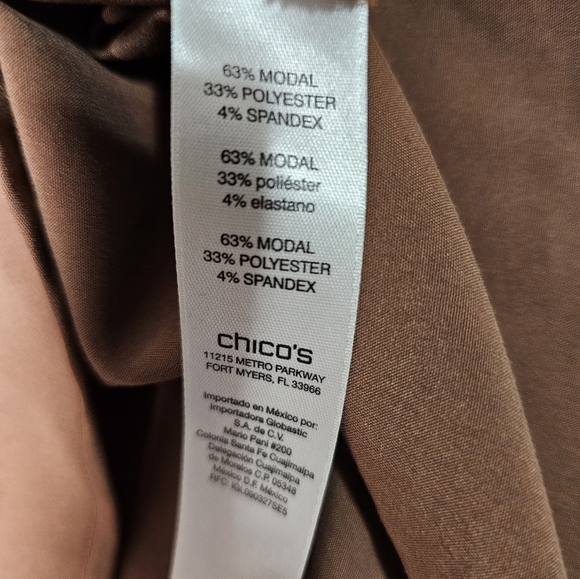 63% MODAL
33% POLYESTER
4% SPANDEX
63% MODAL
33% poliéster
4% elastano
63% MODAL
33% POLYESTER
4% SPANDEX
chico's
11215 METRO PARKWAY
FORT MYERS, FL 33966
Importado en México por:
Importadora Globastic
S.A. de C.V.
Mario Pani #200
Colonia Santa Fe Cuajimalpa
Delegación Cuajimalpa
de Morelos C.P. 05348
México D.F. México
RFC: IGL090327SE5